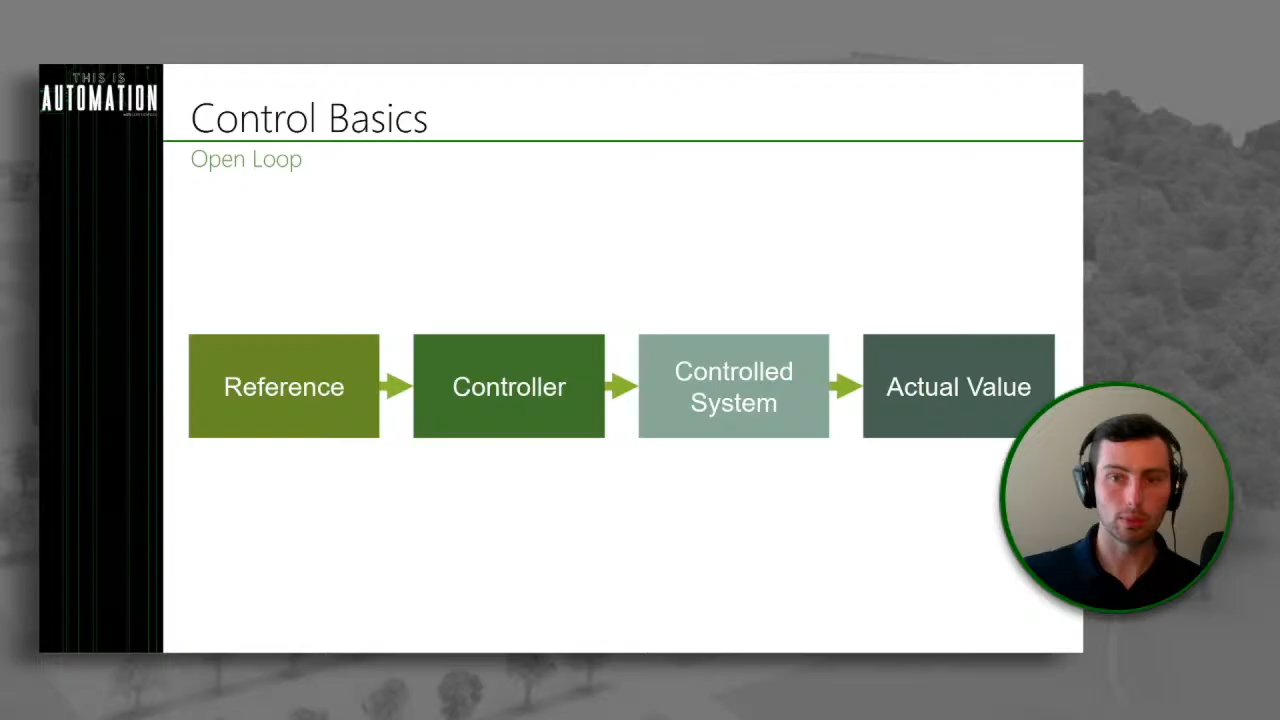 THIS IS
AUTOMATION
Control Basics
Open Loop
Reference
Controller
Controlled
System
Actual Value